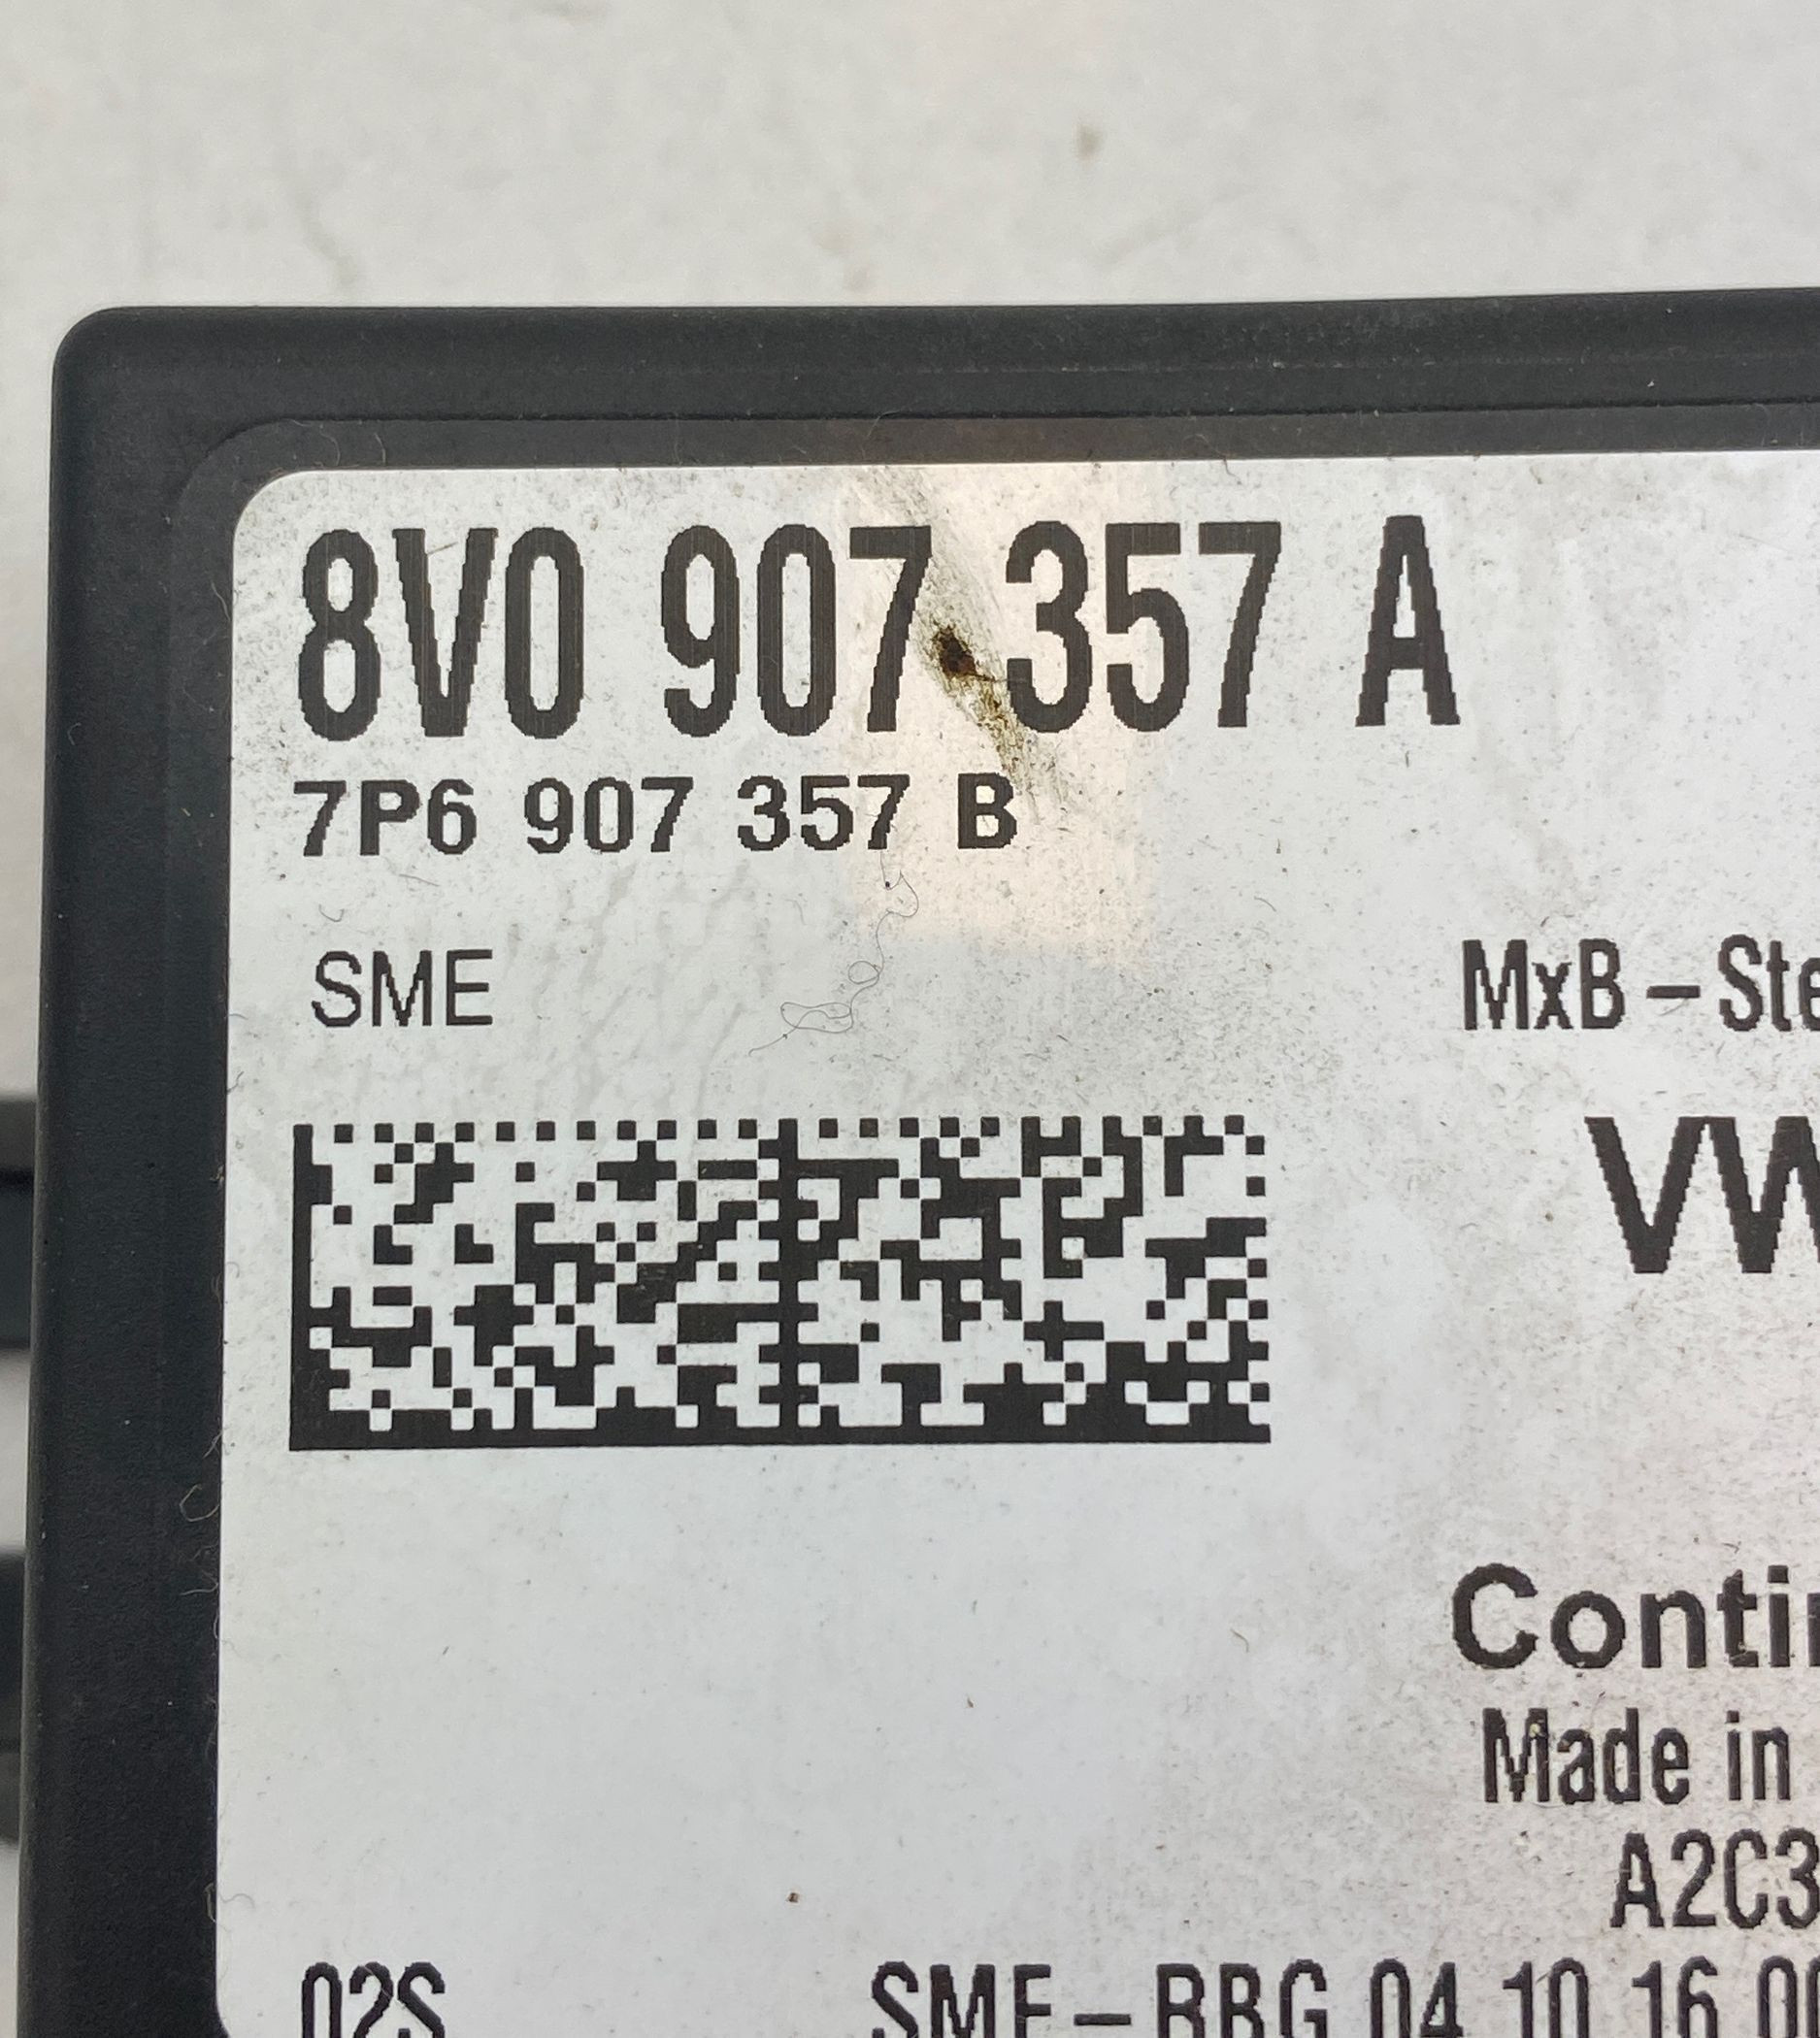 8V0 907 357 A
7P6 907 357 B
SME MxB-Ste
VW
Conti
Made in
A2C3
02S SME-BBG 04 10 16 00